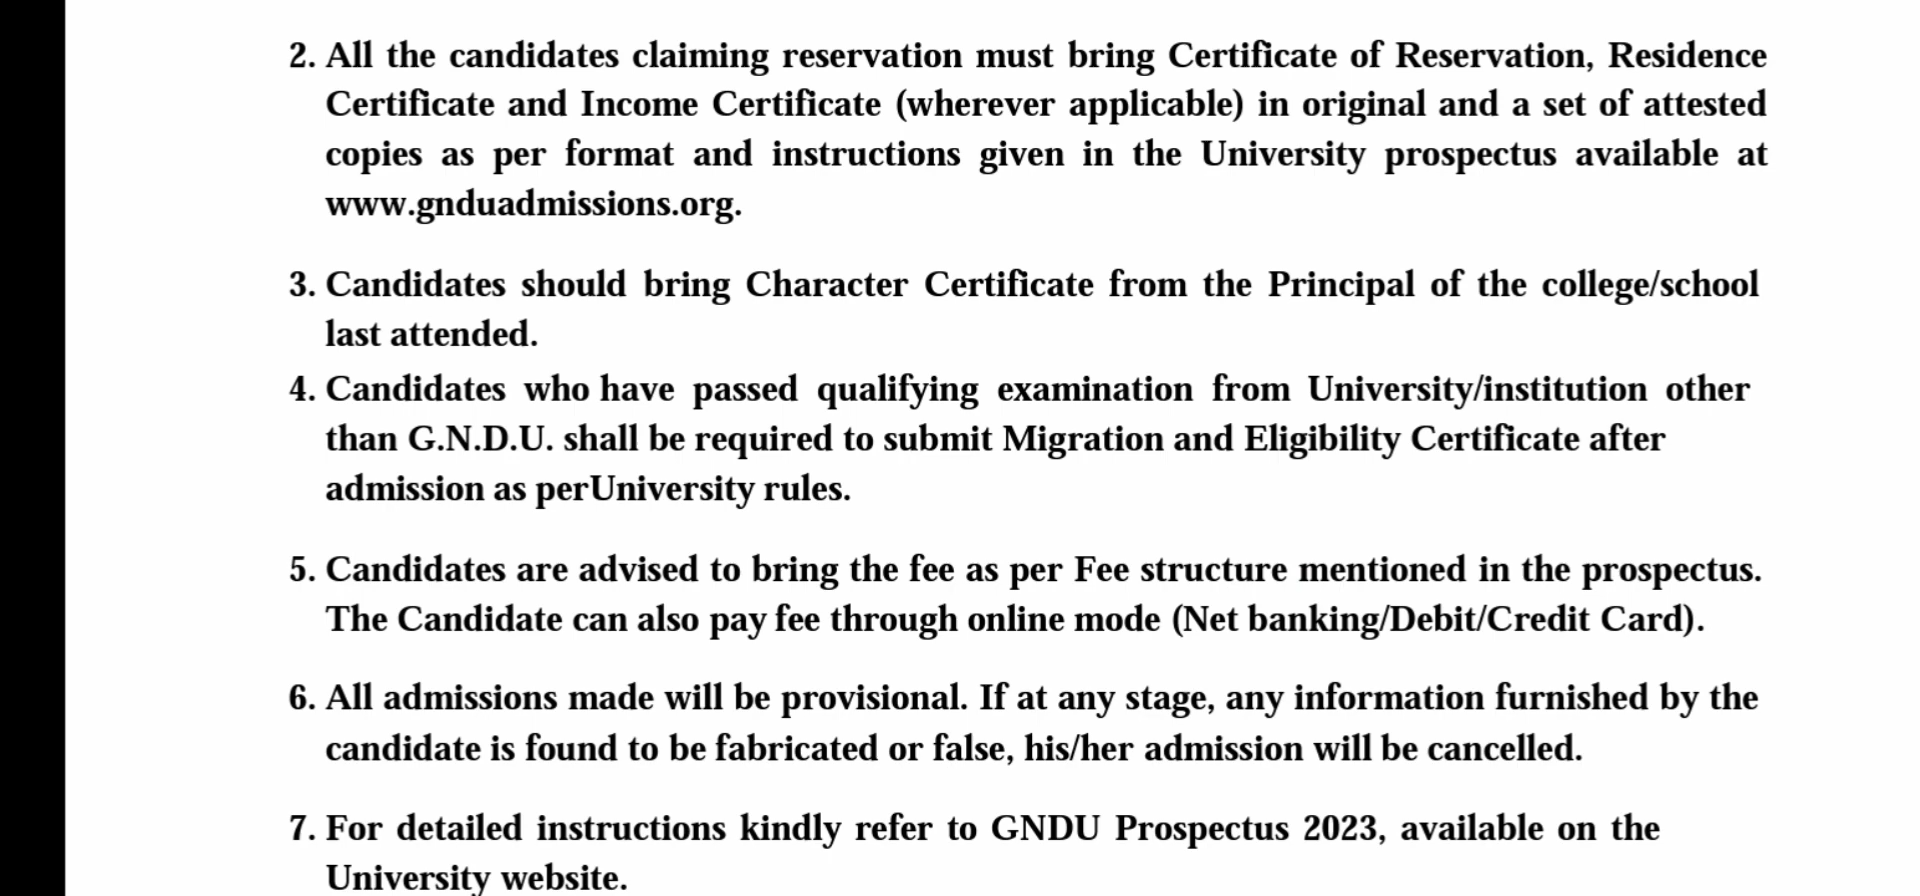 2. All the candidates claiming reservation must bring Certificate of Reservation, Residence
Certificate and Income Certificate (wherever applicable) in original and a set of attested
copies as per format and instructions given in the University prospectus available at
www.gnduadmissions.org.
3. Candidates should bring Character Certificate from the Principal of the college/school
last attended.
4. Candidates who have passed qualifying examination from University/institution other
than G.N.D.U. shall be required to submit Migration and Eligibility Certificate after
admission as perUniversity rules.
5. Candidates are advised to bring the fee as per Fee structure mentioned in the prospectus.
The Candidate can also pay fee through online mode (Net banking/Debit/Credit Card).
6. All admissions made will be provisional. If at any stage, any information furnished by the
candidate is found to be fabricated or false, his/her admission will be cancelled.
7. For detailed instructions kindly refer to GNDU Prospectus 2023, available on the
University website.